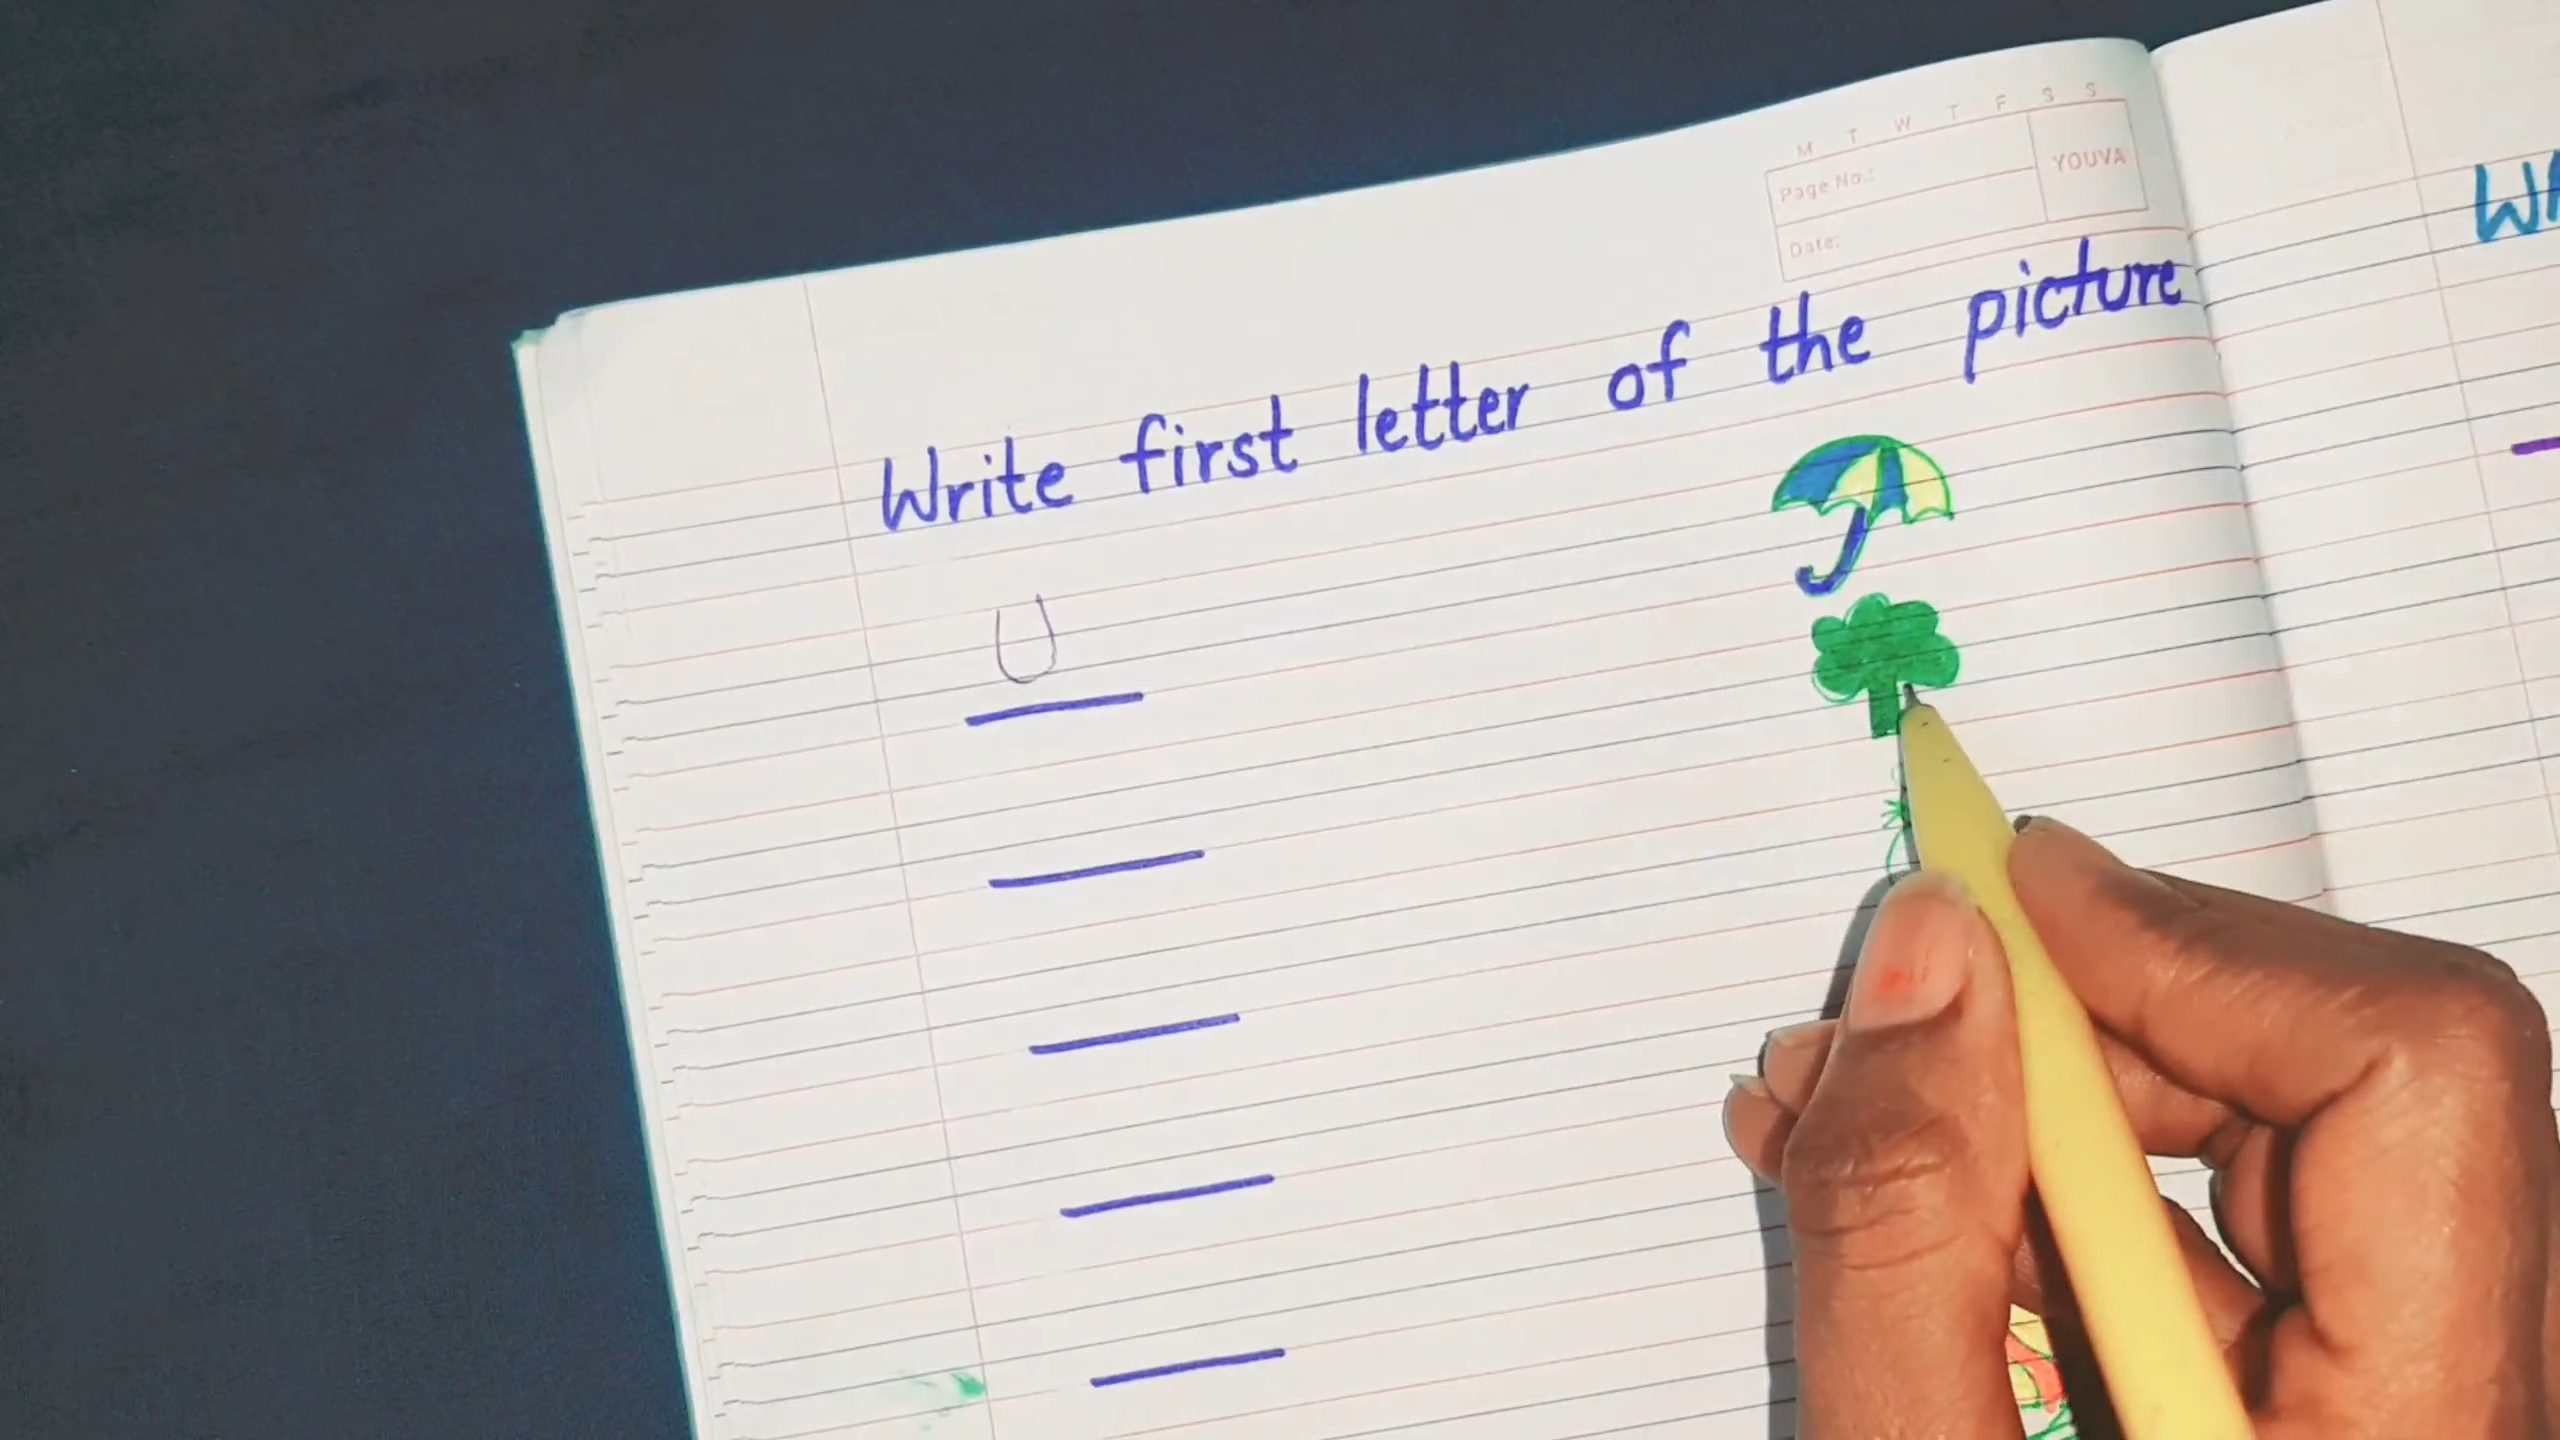 M T W T F S S
Page No.:
YOUVA
Date:
Write first letter of the picture
U